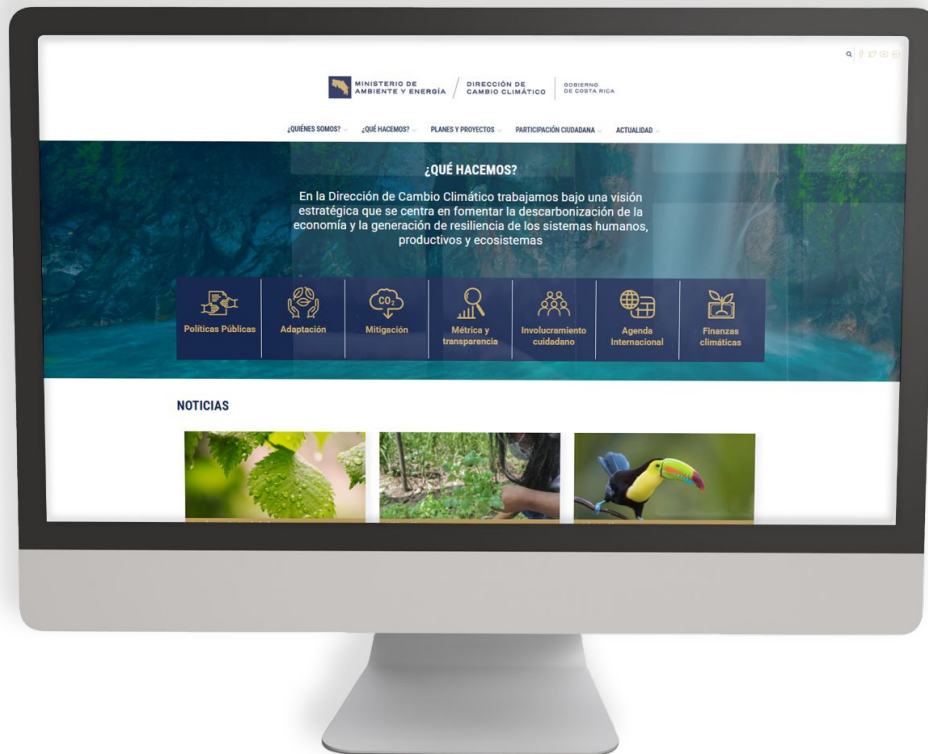 MINISTERIO DE
AMBIENTE Y ENERGÍA
DIRECCIÓN DE
CAMBIO CLIMÁTICO
GOBIERNO
DE COSTA RICA
¿QUIÉNES SOMOS?
¿QUÉ HACEMOS?
PLANES Y PROYECTOS
PARTICIPACIÓN CIUDADANA
ACTUALIDAD
¿QUÉ HACEMOS?
En la Dirección de Cambio Climático trabajamos bajo una visión
estratégica que se centra en fomentar la descarbonización de la
economía y la generación de resiliencia de los sistemas humanos,
productivos y ecosistemas
Políticas Públicas
Adaptación
CO₂
Mitigación
Métrica y
transparencia
Involucramiento
cuidadano
Agenda
Internacional
Finanzas
climáticas
NOTICIAS